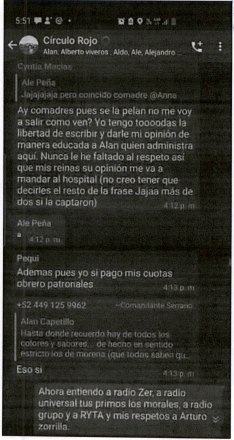 5:51
Círculo Rojo
Alan, Alberto viveros, Aldo, Ale, Alejandro ...
Cyntia Macias
Ale Peña
Jajajajaja pero coincido comadre @Anna
Ay comadres pues se la pelan no me voy
a salir como ven? Yo tengo toooodas la
libertad de escribir y darle mi opinión de
manera educada a Alan quien administra
aquí. Nunca le he faltado al respeto así
que mis reinos su opinión me va a
mandar al hospital (no creo tener que
decirles el resto de la frase Jajaa más de
dos si la captaron)
4:12 p. m.
Ale Peña
4:12 p. m.
Pequi
Ademas pues yo si pago mis cuotas
obrero patronales
4:13 p. m.
+52 449 125 9962
~Comandante Serrano
Alan Capetillo
Hasta donde recuerdo hay de todos los
colores y sabores... de hecho en sentido
estricto los de morena (que todos saben qu...
Eso si
4:13 p. m.
Ahora entiendo a radio Zer, a radio
universal tus primos los morales, a radio
grupo y a RYTA y mis respetos a Arturo
zorrilla.